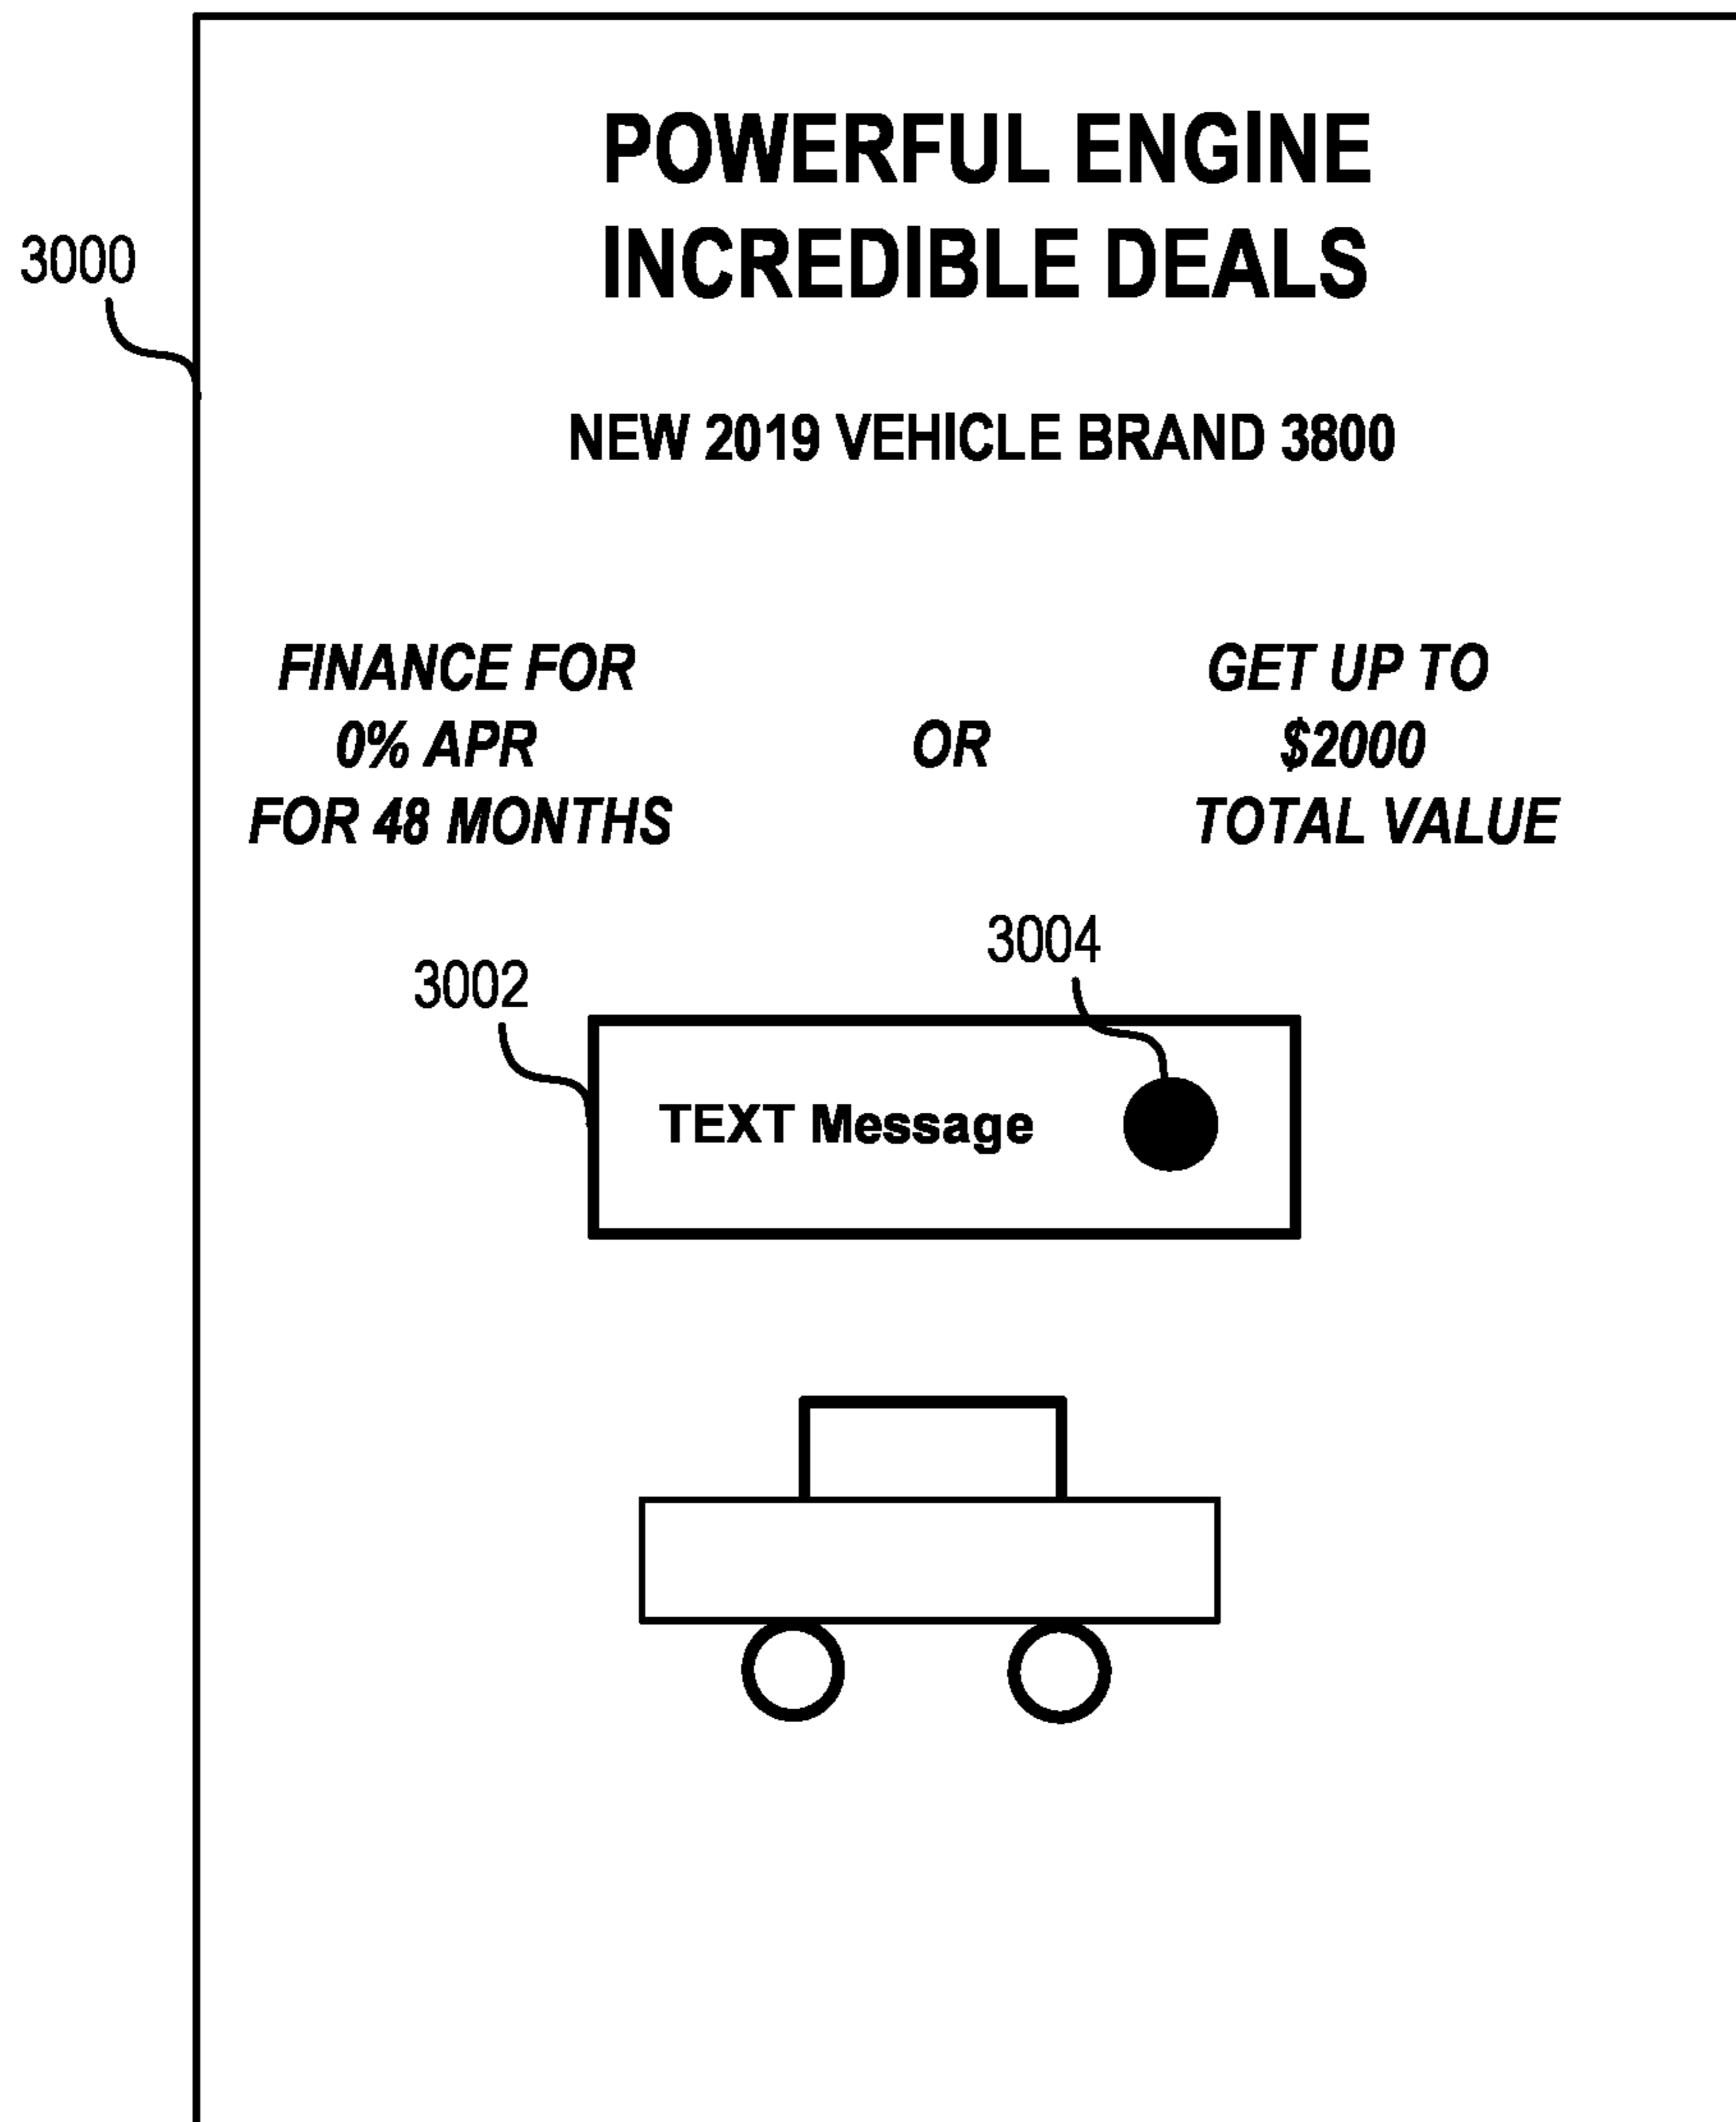 POWERFUL ENGINE
INCREDIBLE DEALS
3000
NEW 2019 VEHICLE BRAND 3800
FINANCE FOR
0% APR
FOR 48 MONTHS
OR
GET UP TO
$2000
TOTAL VALUE
3002
3004
TEXT Message